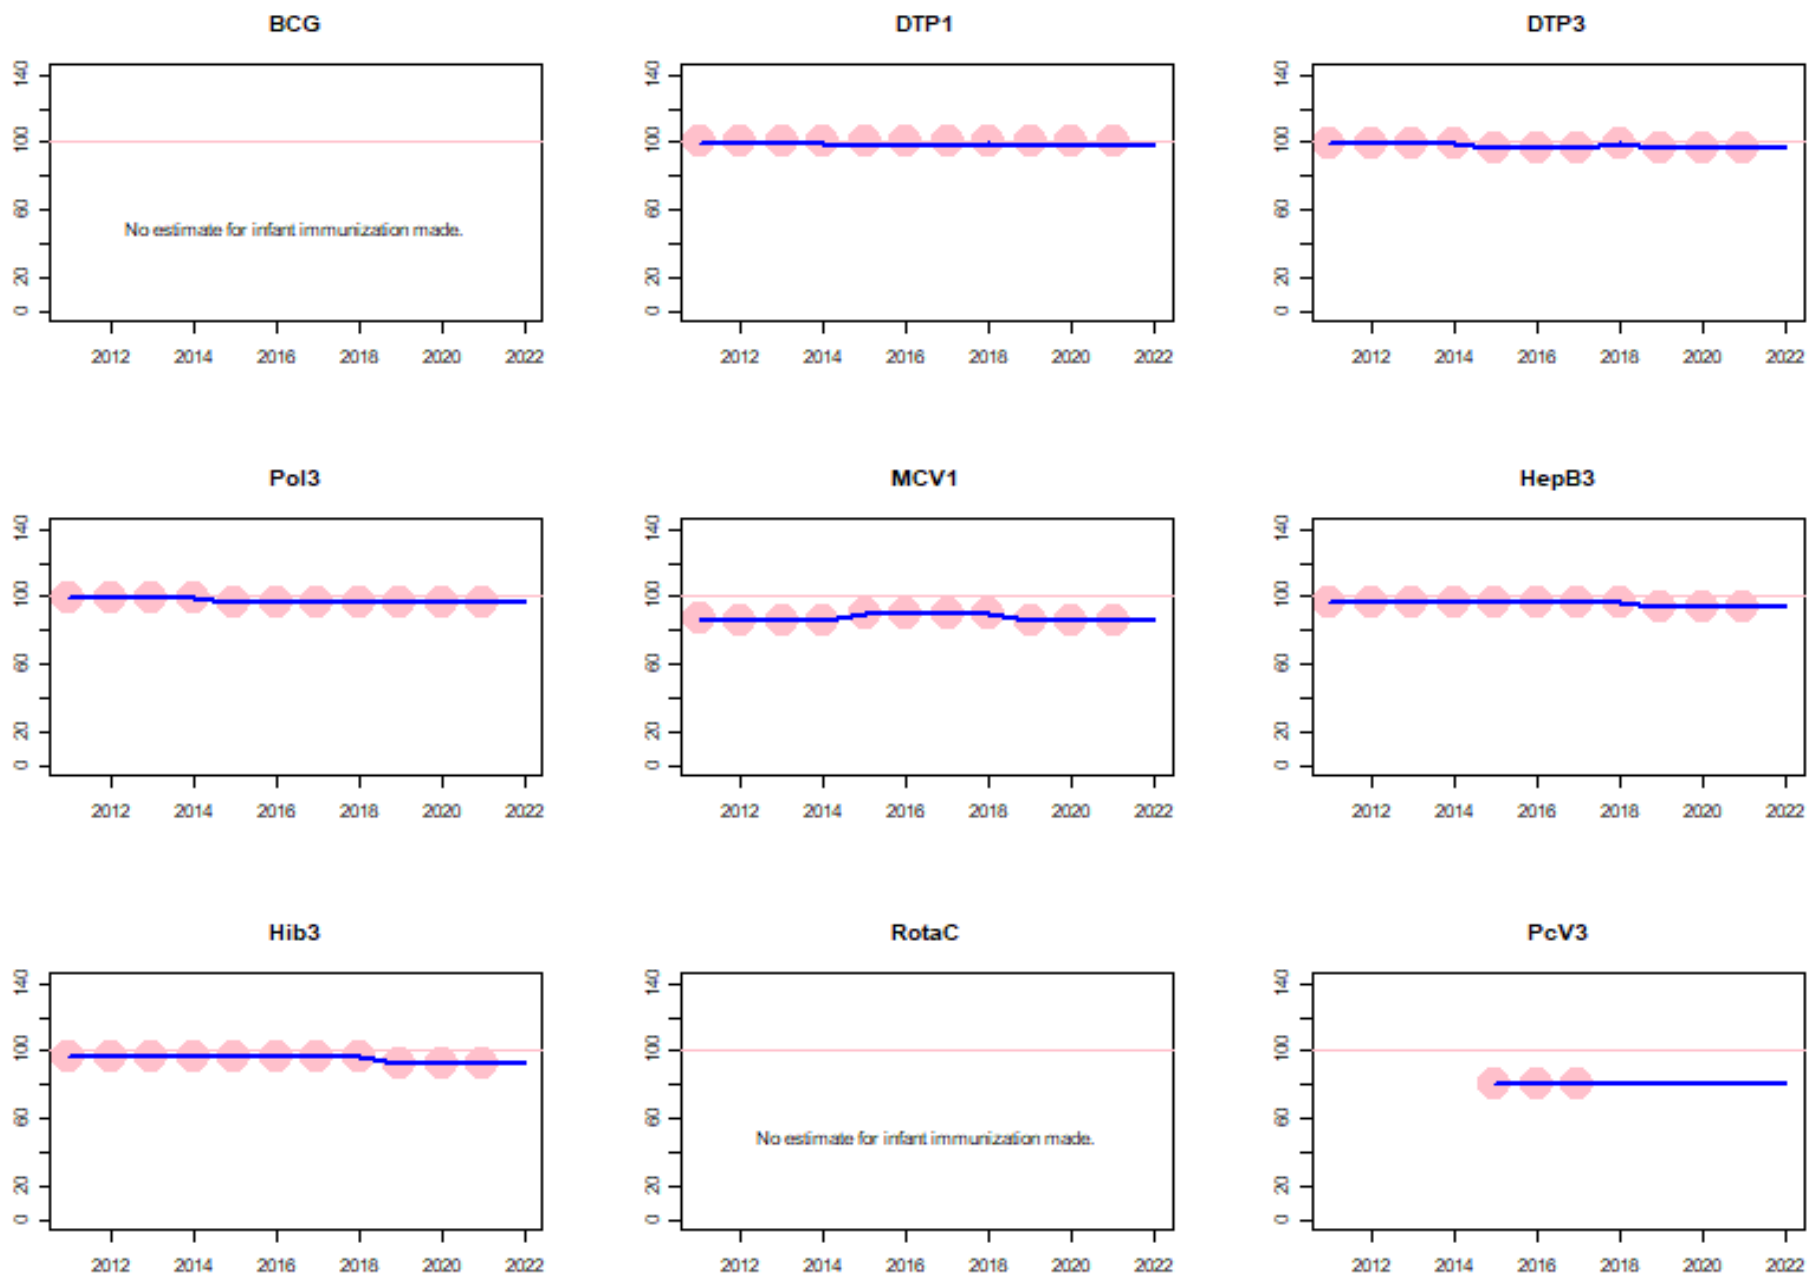 BCG DTP1 DTP3
140 140 140
100 100 100
60 60 60
No estimate for infant immunization made.
20 20 20
0 0 0
2012 2014 2016 2018 2020 2022 2012 2014 2016 2018 2020 2022 2012 2014 2016 2018 2020 2022
Pol3 MCV1 HepB3
140 140 140
100 100 100
60 60 60
20 20 20
0 0 0
2012 2014 2016 2018 2020 2022 2012 2014 2016 2018 2020 2022 2012 2014 2016 2018 2020 2022
Hib3 RotaC PcV3
140 140 140
100 100 100
60 60 60
No estimate for infant immunization made.
20 20 20
0 0 0
2012 2014 2016 2018 2020 2022 2012 2014 2016 2018 2020 2022 2012 2014 2016 2018 2020 2022